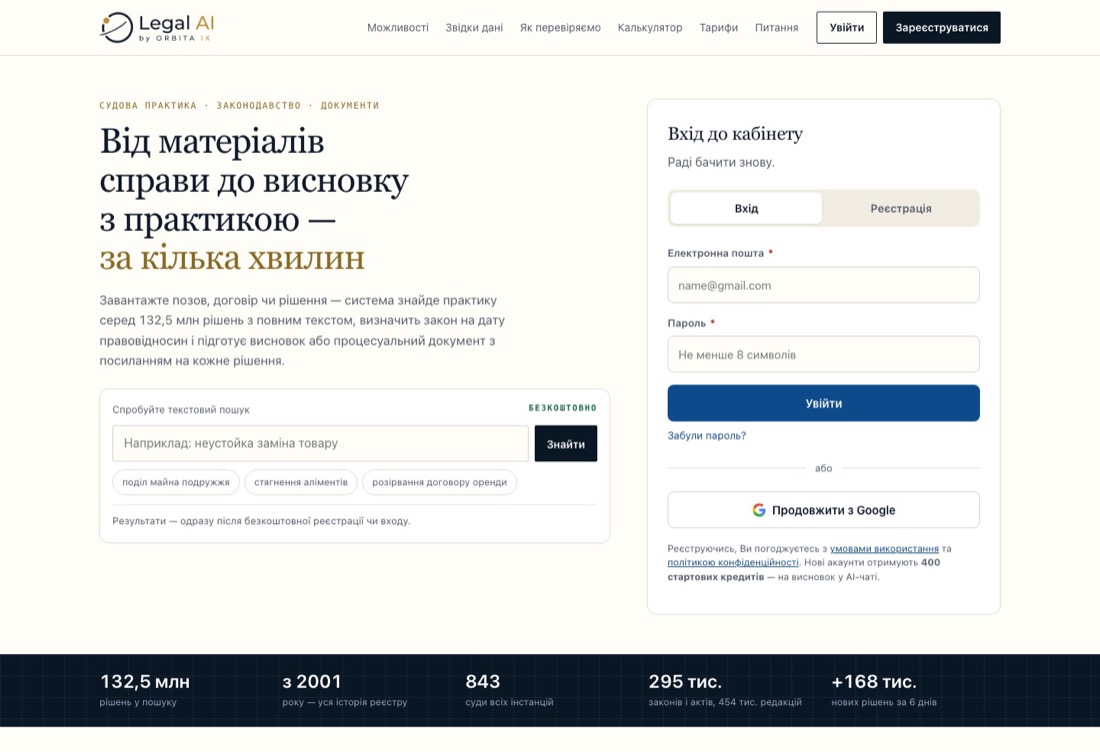 Legal AI
by ORBITA IX
Можливості
Звідки дані
Як перевіряємо
Калькулятор
Тарифи
Питання
Увійти
Зареєструватися
СУДОВА ПРАКТИКА · ЗАКОНОДАВСТВО · ДОКУМЕНТИ
Від матеріалів
справи до висновку
з практикою —
за кілька хвилин
Завантажте позов, договір чи рішення — система знайде практику
серед 132,5 млн рішень з повним текстом, визначить закон на дату
правовідносин і підготує висновок або процесуальний документ з
посиланням на кожне рішення.
Спробуйте текстовий пошук
БЕЗКОШТОВНО
Наприклад: неустойка заміна товару
Знайти
поділ майна подружжя
стягнення аліментів
розірвання договору оренди
Результати — одразу після безкоштовної реєстрації чи входу.
Вхід до кабінету
Раді бачити знову.
Вхід
Реєстрація
Електронна пошта *
name@gmail.com
Пароль *
Не менше 8 символів
Увійти
Забули пароль?
або
Продовжити з Google
Реєструючись, Ви погоджуєтесь з умовами використання та
політикою конфіденційності. Нові акаунти отримують 400
стартових кредитів — на висновок у AI-чаті.
132,5 млн
рішень у пошуку
з 2001
року — уся історія реєстру
843
суди всіх інстанцій
295 тис.
законів і актів, 454 тис. редакцій
+168 тис.
нових рішень за 6 днів